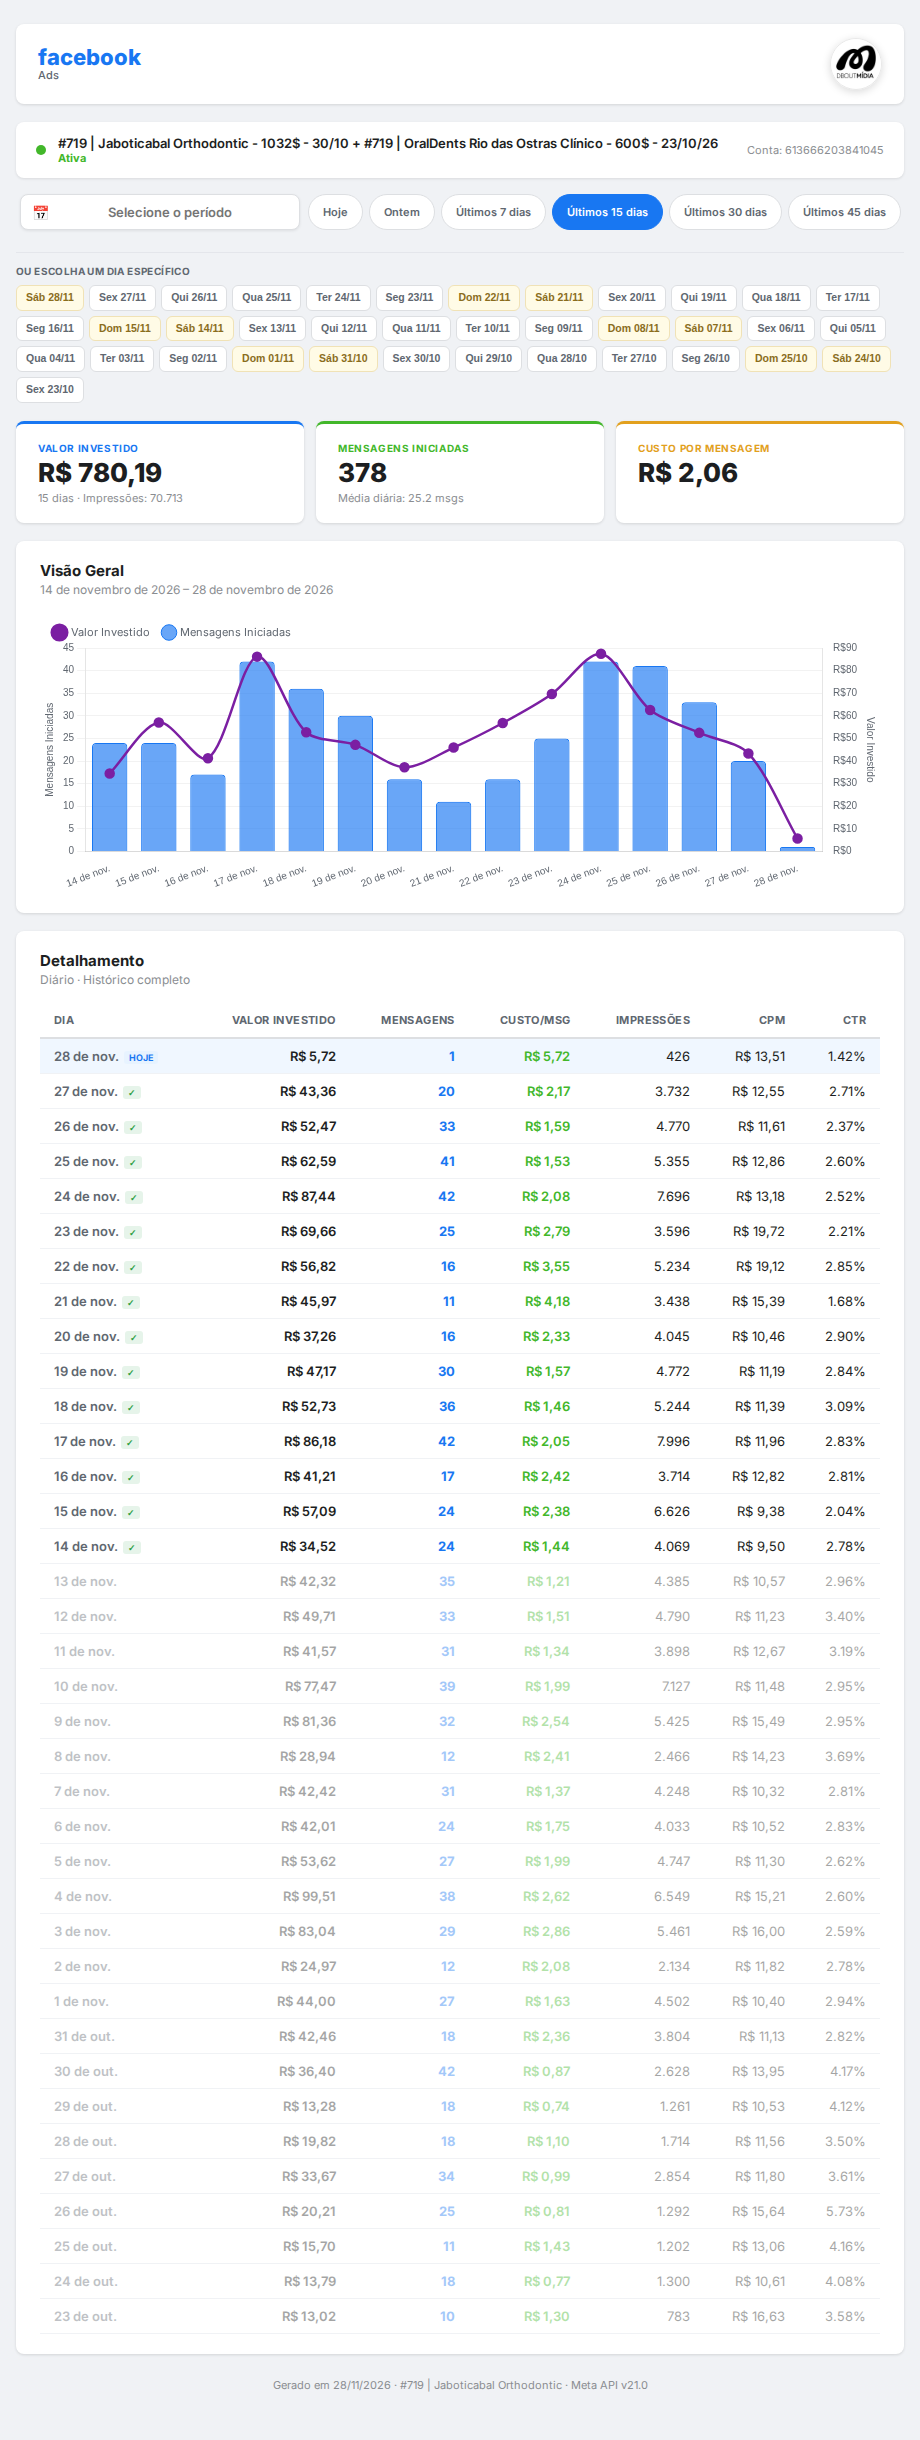 facebook
Ads
DBOUTMÍDIA
#719 | Jaboticabal Orthodontic - 1032$ - 30/10 + #719 | OralDents Rio das Ostras Clínico - 600$ - 23/10/26
Ativa
Conta: 613666203841045
Selecione o período
Hoje
Ontem
Últimos 7 dias
Últimos 15 dias
Últimos 30 dias
Últimos 45 dias
OU ESCOLHA UM DIA ESPECÍFICO
Sáb 28/11 Sex 27/11 Qui 26/11 Qua 25/11 Ter 24/11 Seg 23/11 Dom 22/11 Sáb 21/11 Sex 20/11 Qui 19/11 Qua 18/11 Ter 17/11
Seg 16/11 Dom 15/11 Sáb 14/11 Sex 13/11 Qui 12/11 Qua 11/11 Ter 10/11 Seg 09/11 Dom 08/11 Sáb 07/11 Sex 06/11 Qui 05/11
Qua 04/11 Ter 03/11 Seg 02/11 Dom 01/11 Sáb 31/10 Sex 30/10 Qui 29/10 Qua 28/10 Ter 27/10 Seg 26/10 Dom 25/10 Sáb 24/10
Sex 23/10
VALOR INVESTIDO
R$ 780,19
15 dias · Impressões: 70.713
MENSAGENS INICIADAS
378
Média diária: 25.2 msgs
CUSTO POR MENSAGEM
R$ 2,06
Visão Geral
14 de novembro de 2026 – 28 de novembro de 2026
Valor Investido Mensagens Iniciadas
Mensagens Iniciadas
45
40
35
30
25
20
15
10
5
0
R$90
R$80
R$70
R$60
R$50
R$40
R$30
R$20
R$10
R$0
Valor Investido
14 de nov. 15 de nov. 16 de nov. 17 de nov. 18 de nov. 19 de nov. 20 de nov. 21 de nov. 22 de nov. 23 de nov. 24 de nov. 25 de nov. 26 de nov. 27 de nov. 28 de nov.
Detalhamento
Diário · Histórico completo
DIA VALOR INVESTIDO MENSAGENS CUSTO/MSG IMPRESSÕES CPM CTR
28 de nov. HOJE R$ 5,72 1 R$ 5,72 426 R$ 13,51 1.42%
27 de nov. ✓ R$ 43,36 20 R$ 2,17 3.732 R$ 12,55 2.71%
26 de nov. ✓ R$ 52,47 33 R$ 1,59 4.770 R$ 11,61 2.37%
25 de nov. ✓ R$ 62,59 41 R$ 1,53 5.355 R$ 12,86 2.60%
24 de nov. ✓ R$ 87,44 42 R$ 2,08 7.696 R$ 13,18 2.52%
23 de nov. ✓ R$ 69,66 25 R$ 2,79 3.596 R$ 19,72 2.21%
22 de nov. ✓ R$ 56,82 16 R$ 3,55 5.234 R$ 19,12 2.85%
21 de nov. ✓ R$ 45,97 11 R$ 4,18 3.438 R$ 15,39 1.68%
20 de nov. ✓ R$ 37,26 16 R$ 2,33 4.045 R$ 10,46 2.90%
19 de nov. ✓ R$ 47,17 30 R$ 1,57 4.772 R$ 11,19 2.84%
18 de nov. ✓ R$ 52,73 36 R$ 1,46 5.244 R$ 11,39 3.09%
17 de nov. ✓ R$ 86,18 42 R$ 2,05 7.996 R$ 11,96 2.83%
16 de nov. ✓ R$ 41,21 17 R$ 2,42 3.714 R$ 12,82 2.81%
15 de nov. ✓ R$ 57,09 24 R$ 2,38 6.626 R$ 9,38 2.04%
14 de nov. ✓ R$ 34,52 24 R$ 1,44 4.069 R$ 9,50 2.78%
13 de nov. R$ 42,32 35 R$ 1,21 4.385 R$ 10,57 2.96%
12 de nov. R$ 49,71 33 R$ 1,51 4.790 R$ 11,23 3.40%
11 de nov. R$ 41,57 31 R$ 1,34 3.898 R$ 12,67 3.19%
10 de nov. R$ 77,47 39 R$ 1,99 7.127 R$ 11,48 2.95%
9 de nov. R$ 81,36 32 R$ 2,54 5.425 R$ 15,49 2.95%
8 de nov. R$ 28,94 12 R$ 2,41 2.466 R$ 14,23 3.69%
7 de nov. R$ 42,42 31 R$ 1,37 4.248 R$ 10,32 2.81%
6 de nov. R$ 42,01 24 R$ 1,75 4.033 R$ 10,52 2.83%
5 de nov. R$ 53,62 27 R$ 1,99 4.747 R$ 11,30 2.62%
4 de nov. R$ 99,51 38 R$ 2,62 6.549 R$ 15,21 2.60%
3 de nov. R$ 83,04 29 R$ 2,86 5.461 R$ 16,00 2.59%
2 de nov. R$ 24,97 12 R$ 2,08 2.134 R$ 11,82 2.78%
1 de nov. R$ 44,00 27 R$ 1,63 4.502 R$ 10,40 2.94%
31 de out. R$ 42,46 18 R$ 2,36 3.804 R$ 11,13 2.82%
30 de out. R$ 36,40 42 R$ 0,87 2.628 R$ 13,95 4.17%
29 de out. R$ 13,28 18 R$ 0,74 1.261 R$ 10,53 4.12%
28 de out. R$ 19,82 18 R$ 1,10 1.714 R$ 11,56 3.50%
27 de out. R$ 33,67 34 R$ 0,99 2.854 R$ 11,80 3.61%
26 de out. R$ 20,21 25 R$ 0,81 1.292 R$ 15,64 5.73%
25 de out. R$ 15,70 11 R$ 1,43 1.202 R$ 13,06 4.16%
24 de out. R$ 13,79 18 R$ 0,77 1.300 R$ 10,61 4.08%
23 de out. R$ 13,02 10 R$ 1,30 783 R$ 16,63 3.58%
Gerado em 28/11/2026 · #719 | Jaboticabal Orthodontic · Meta API v21.0